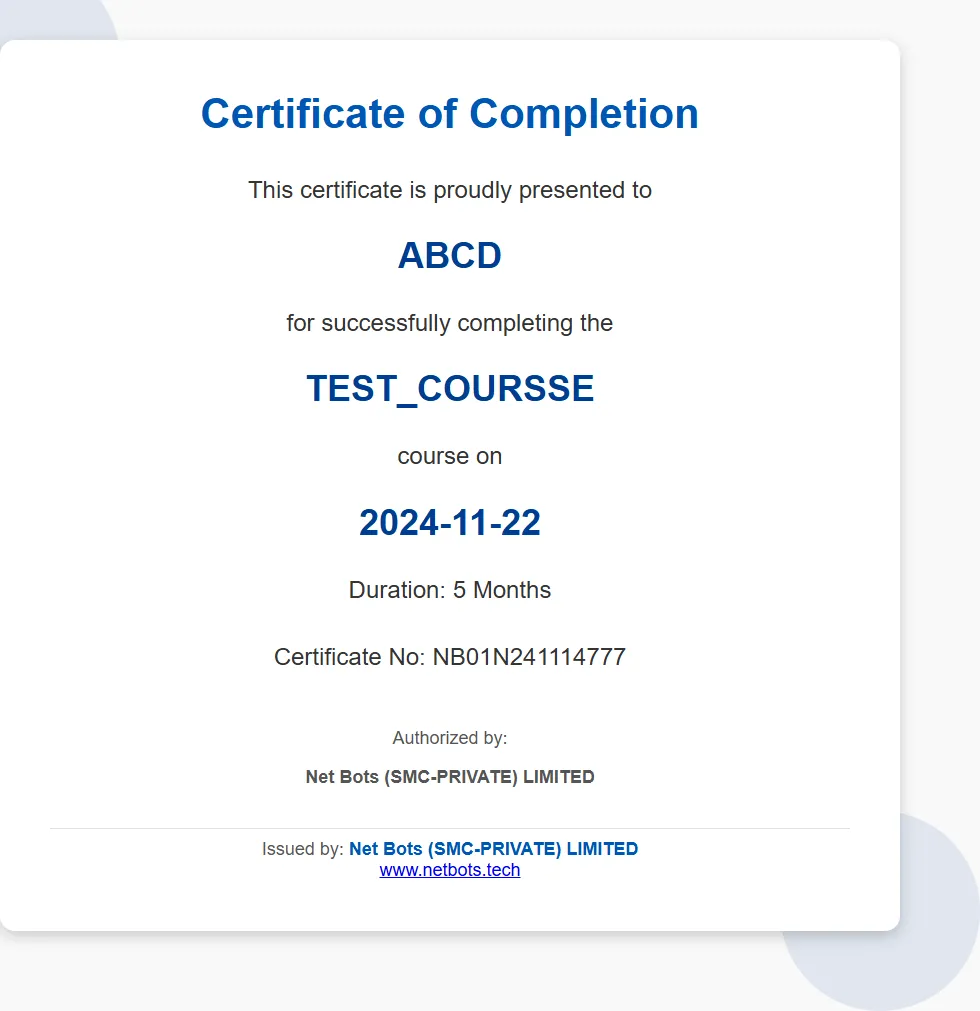 Certificate of Completion
This certificate is proudly presented to
ABCD
for successfully completing the
TEST_COURSSE
course on
2024-11-22
Duration: 5 Months
Certificate No: NB01N241114777
Authorized by:
Net Bots (SMC-PRIVATE) LIMITED
Issued by: Net Bots (SMC-PRIVATE) LIMITED
www.netbots.tech